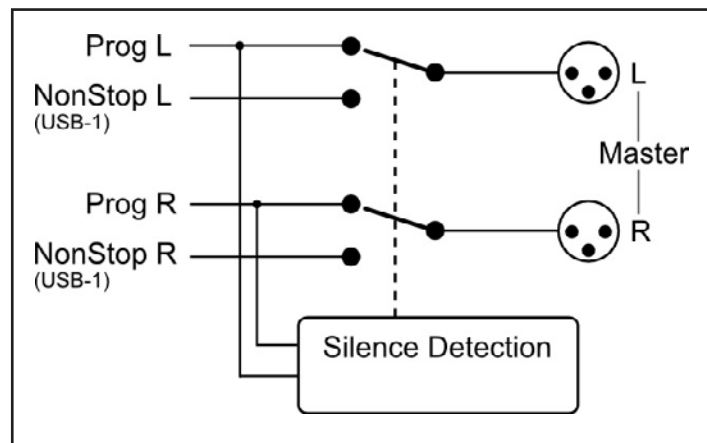 Prog L
NonStop L
(USB-1)
L
Master
Prog R
NonStop R
(USB-1)
R
Silence Detection